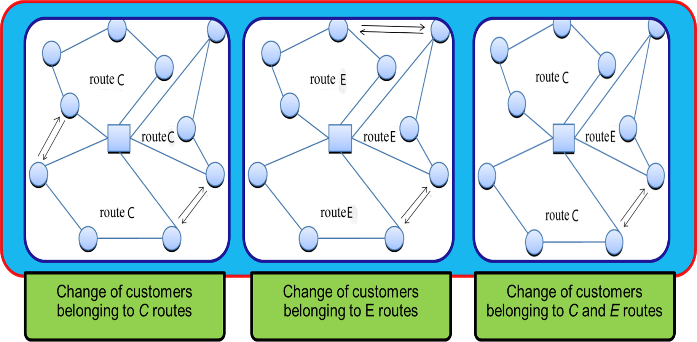 route C
routeC
route C
route E
routeE
routeE
route C
routeE
route C
Change of customers
belonging to C routes
Change of customers
belonging to E routes
Change of customers
belonging to C and E routes